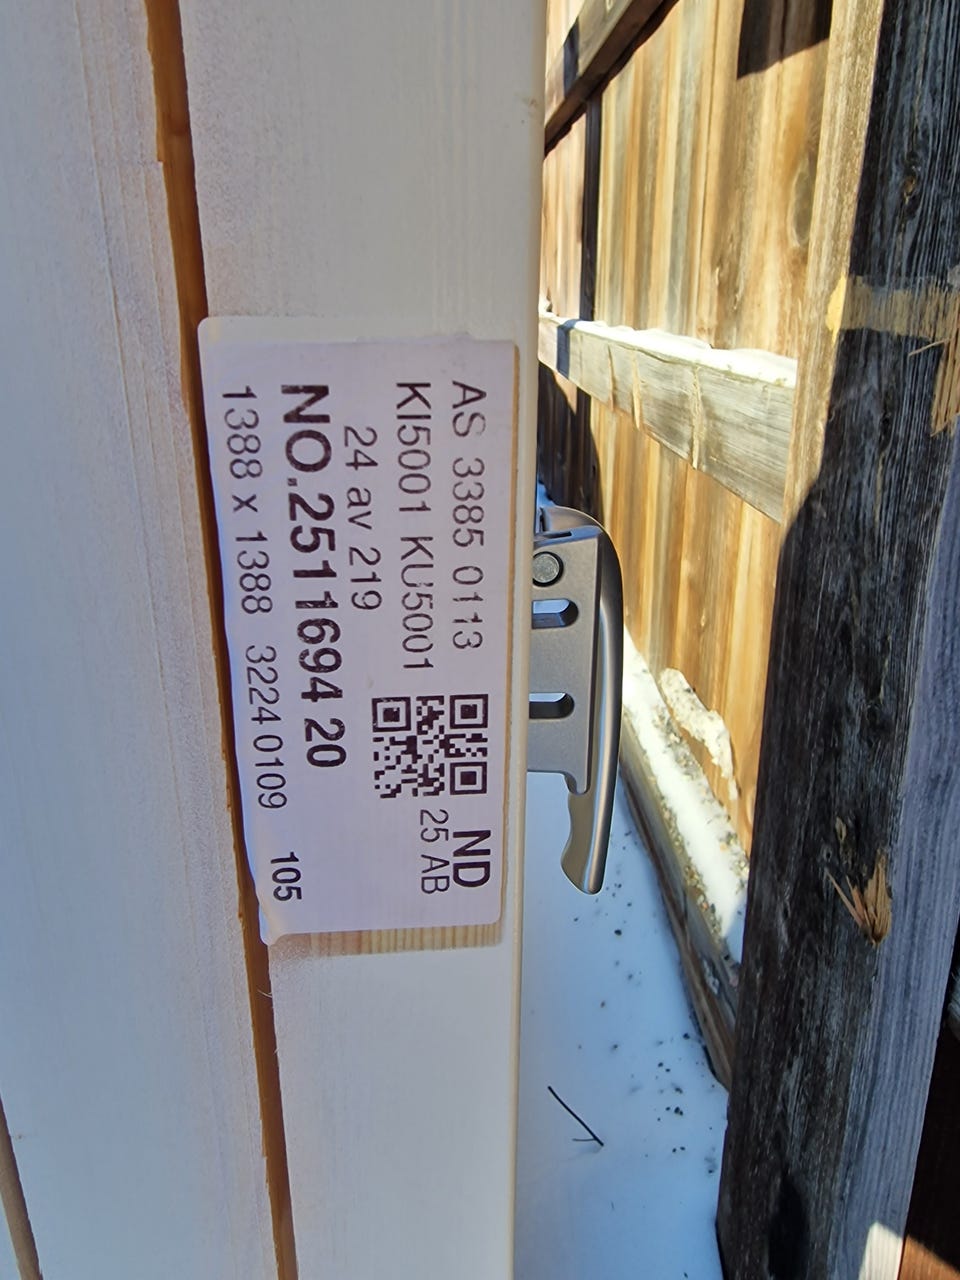 AS 3385 0113 ND
KI5001 KU5001 25 AB
24 av 219
NO.2511694 20
1388 x 1388 3224 0109 105